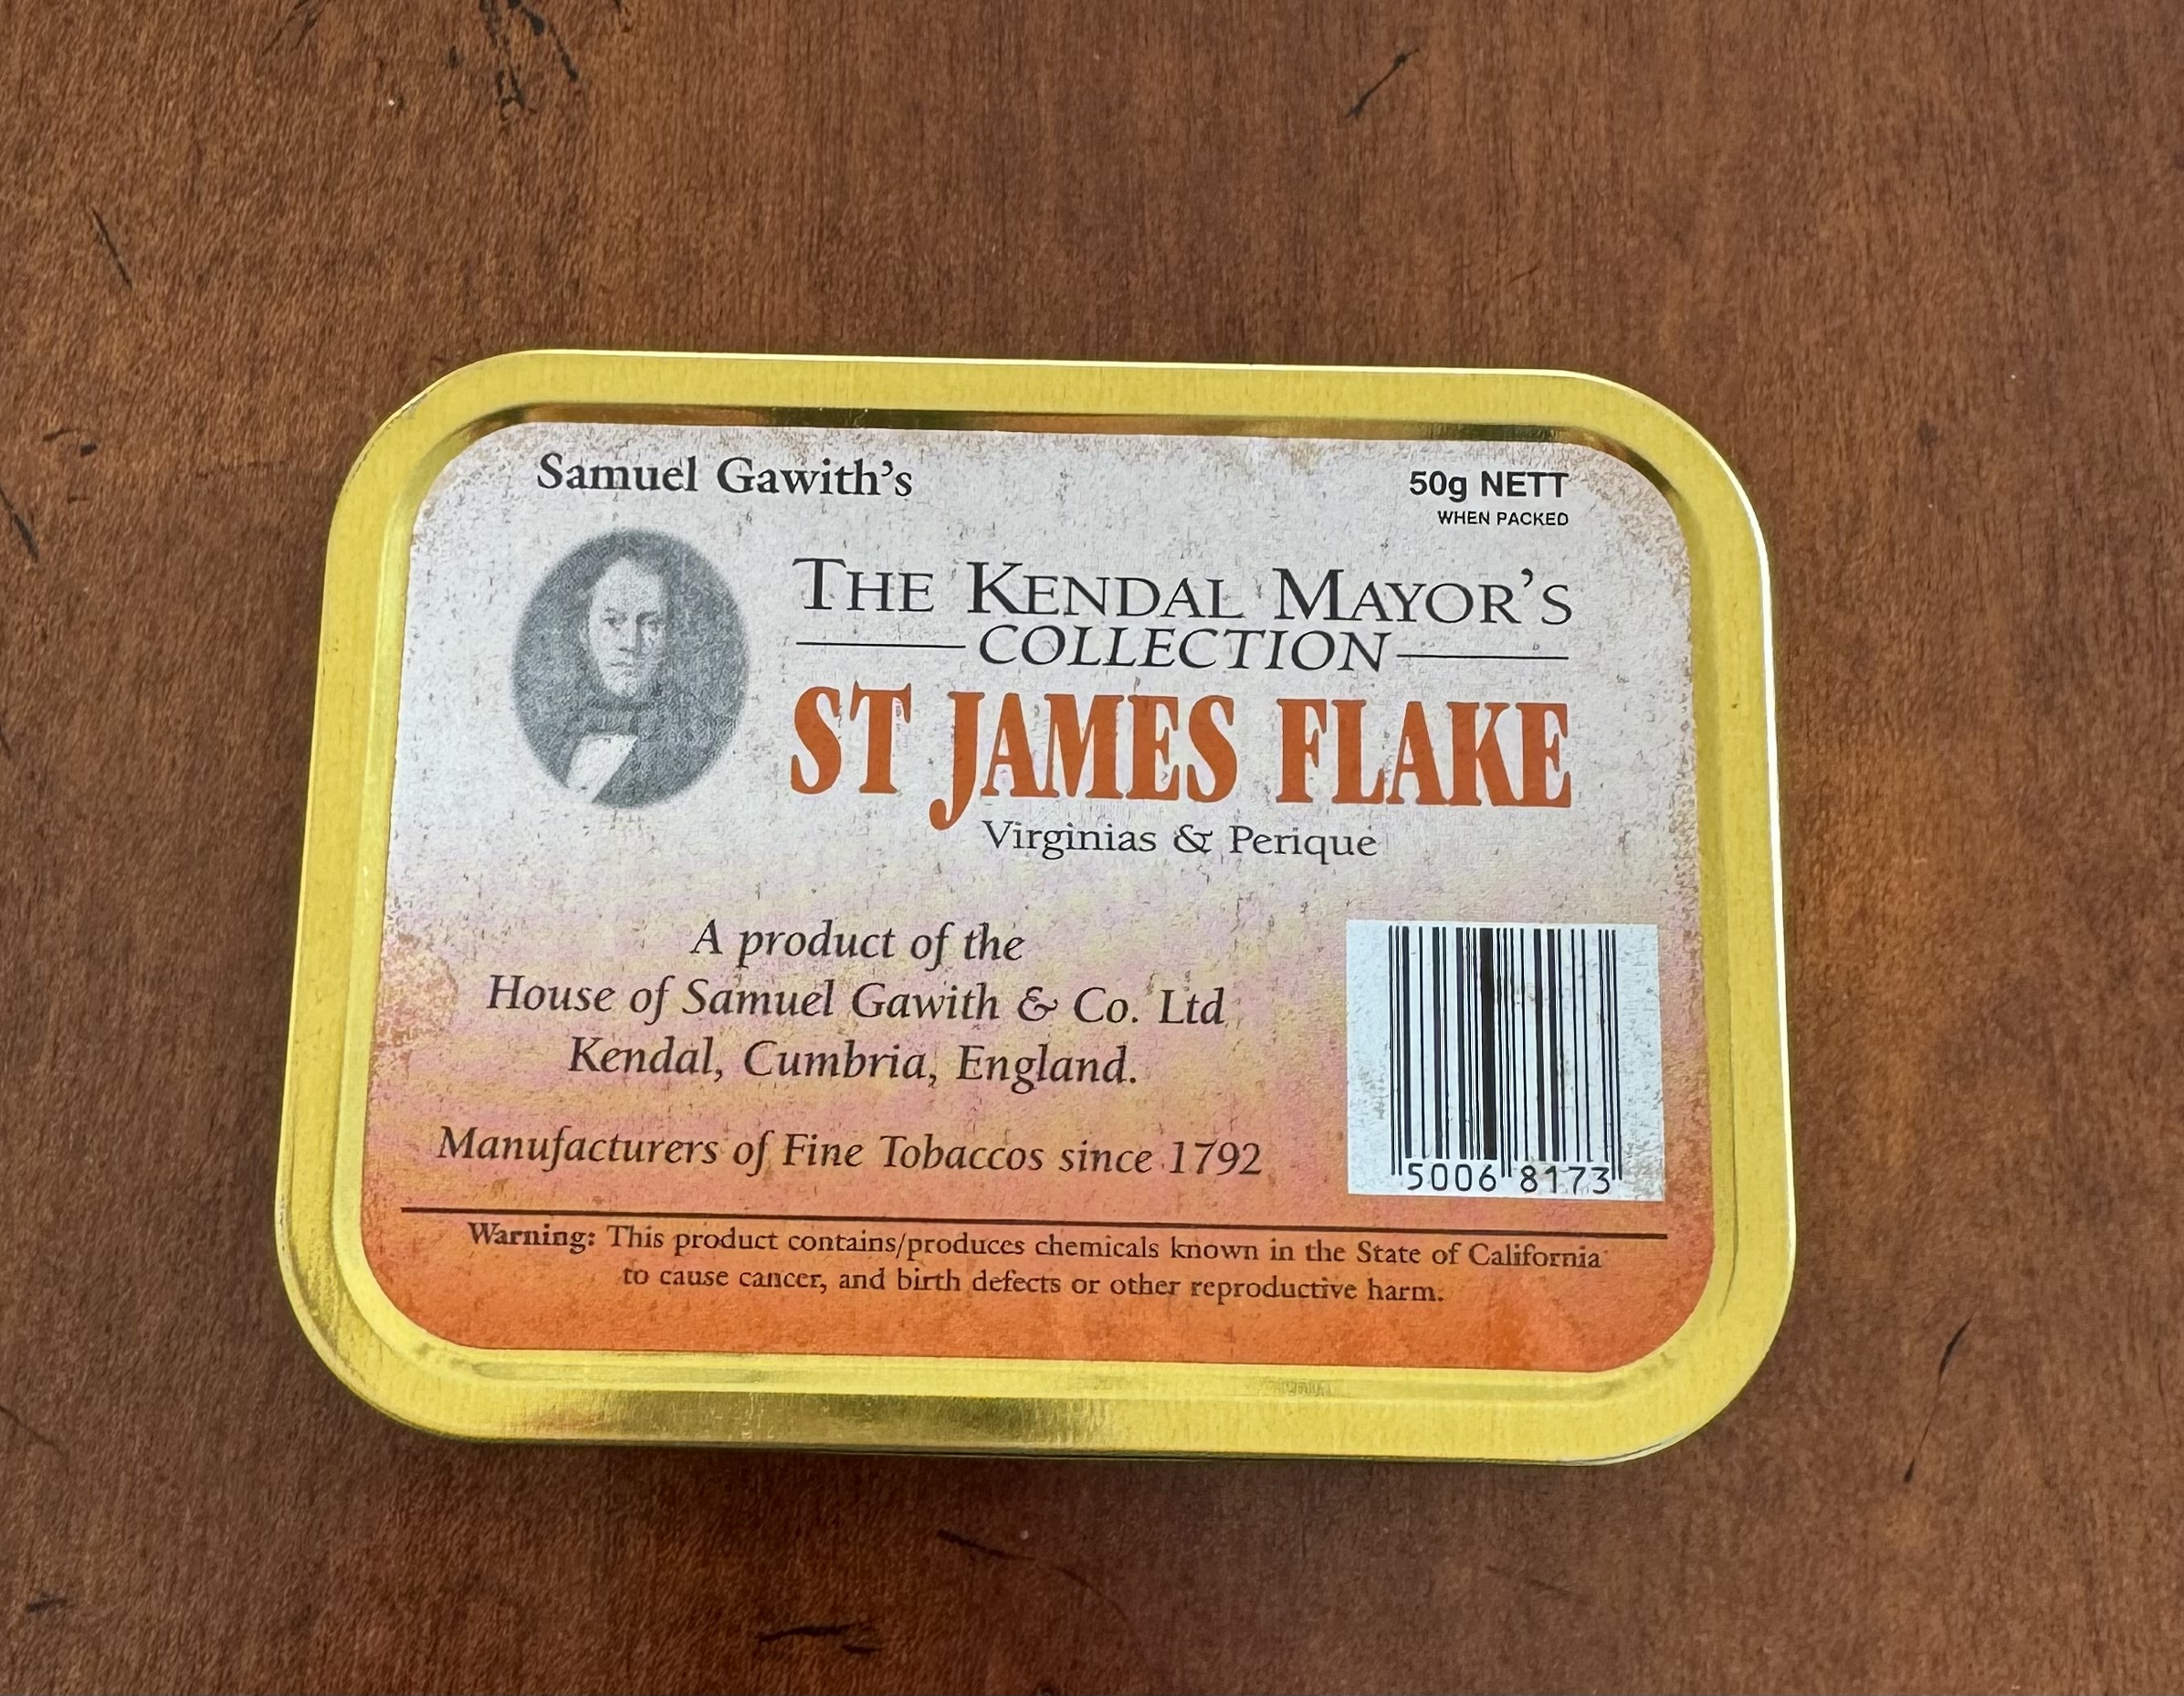 Samuel Gawith's
50g NETT
WHEN PACKED
THE KENDAL MAYOR'S
COLLECTION
ST JAMES FLAKE
Virginias & Perique
A product of the
House of Samuel Gawith & Co. Ltd
Kendal, Cumbria, England.
Manufacturers of Fine Tobaccos since 1792
5006 8173
Warning: This product contains/produces chemicals known in the State of California
to cause cancer, and birth defects or other reproductive harm.